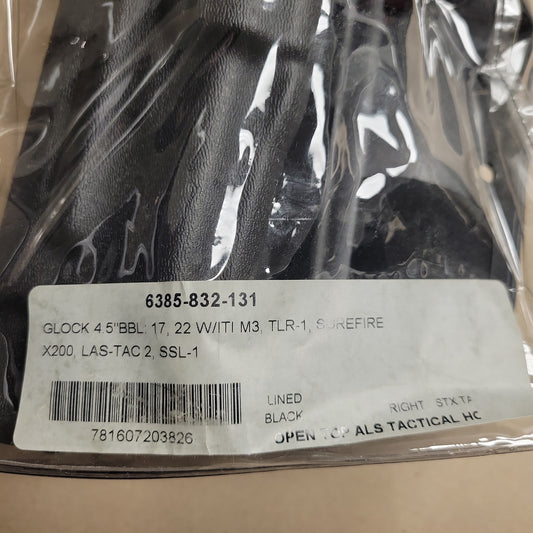 6385-832-131
GLOCK 4.5"BBL: 17, 22 W/ITI M3, TLR-1, SUREFIRE
X200, LAS-TAC 2, SSL-1
LINED RIGHT STX TA
BLACK
781607203826
OPEN TOP ALS TACTICAL HO